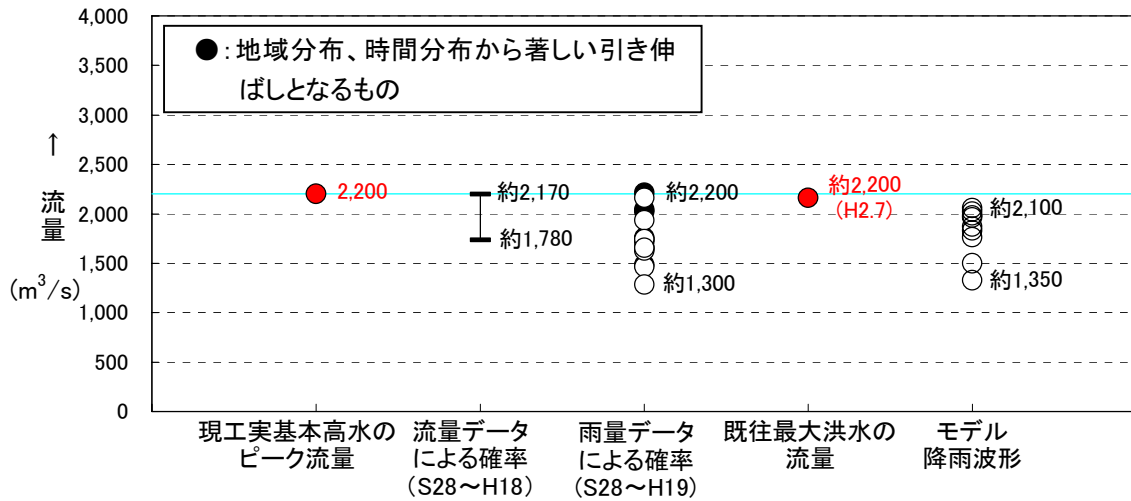 4,000
3,500
3,000
2,500
2,000
1,500
1,000
500
0
↑
流
量
(m³/s)
●:地域分布、時間分布から著しい引き伸
ばしとなるもの
2,200
約2,170
約1,780
約2,200
約1,300
約2,200
(H2.7)
約2,100
約1,350
現工実基本高水の
ピーク流量
流量データ
による確率
(S28～H18)
雨量データ
による確率
(S28～H19)
既往最大洪水の
流量
モデル
降雨波形